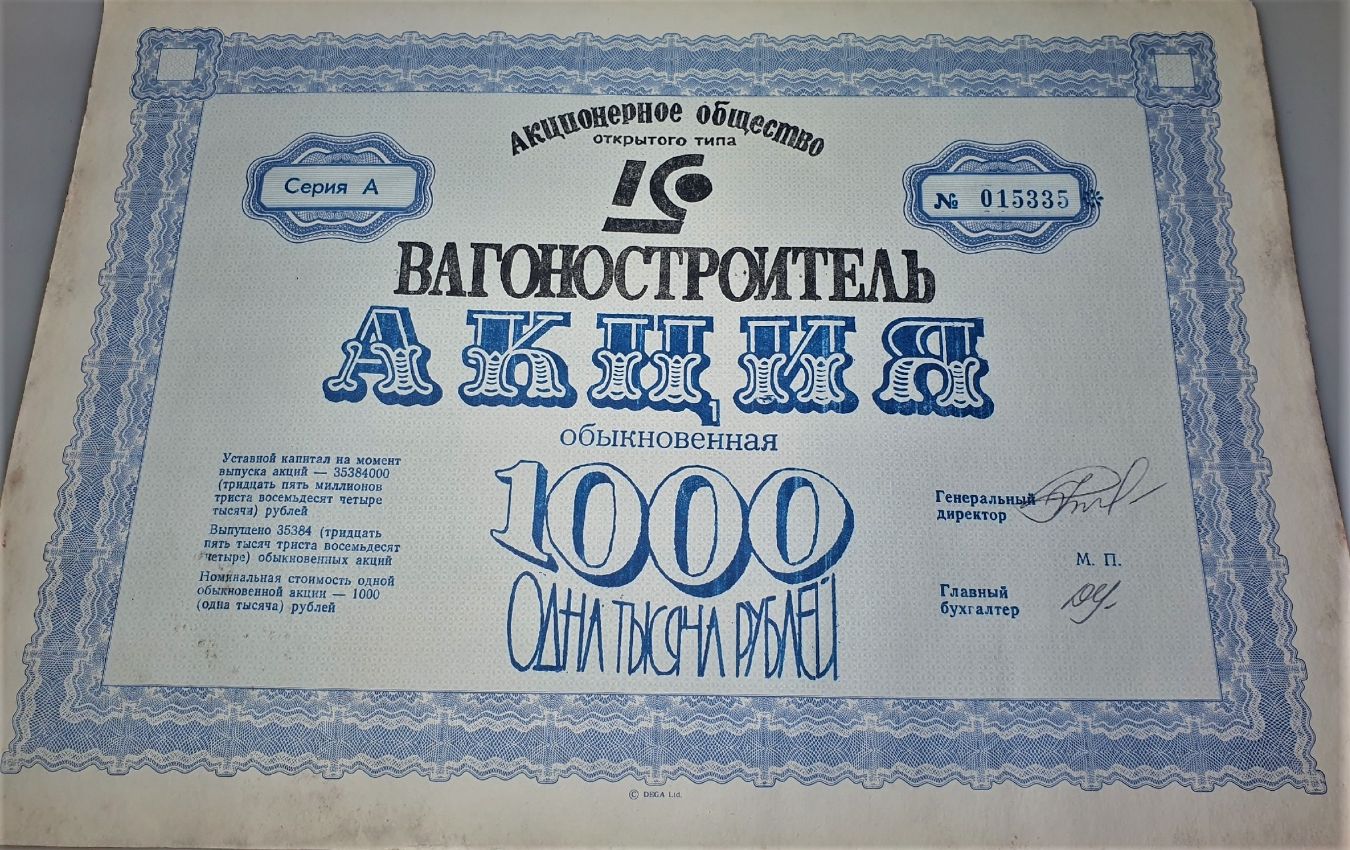 Акционерное общество
открытого типа
Серия А
№ 015335*
ВАГОНОСТРОИТЕЛЬ
АКЦИЯ
обыкновенная
Уставной капитал на момент
выпуска акций — 35384000
(тридцать пять миллионов
триста восемьдесят четыре
тысячи) рублей
Выпущено 35384 (тридцать
пять тысяч триста восемьдесят
четыре) обыкновенных акций
Номинальная стоимость одной
обыкновенной акции — 1000
(одна тысяча) рублей
1000
ОДНА ТЫСЯЧА РУБЛЕЙ
Генеральный
директор
М. П.
Главный
бухгалтер
© DEGA Ltd.